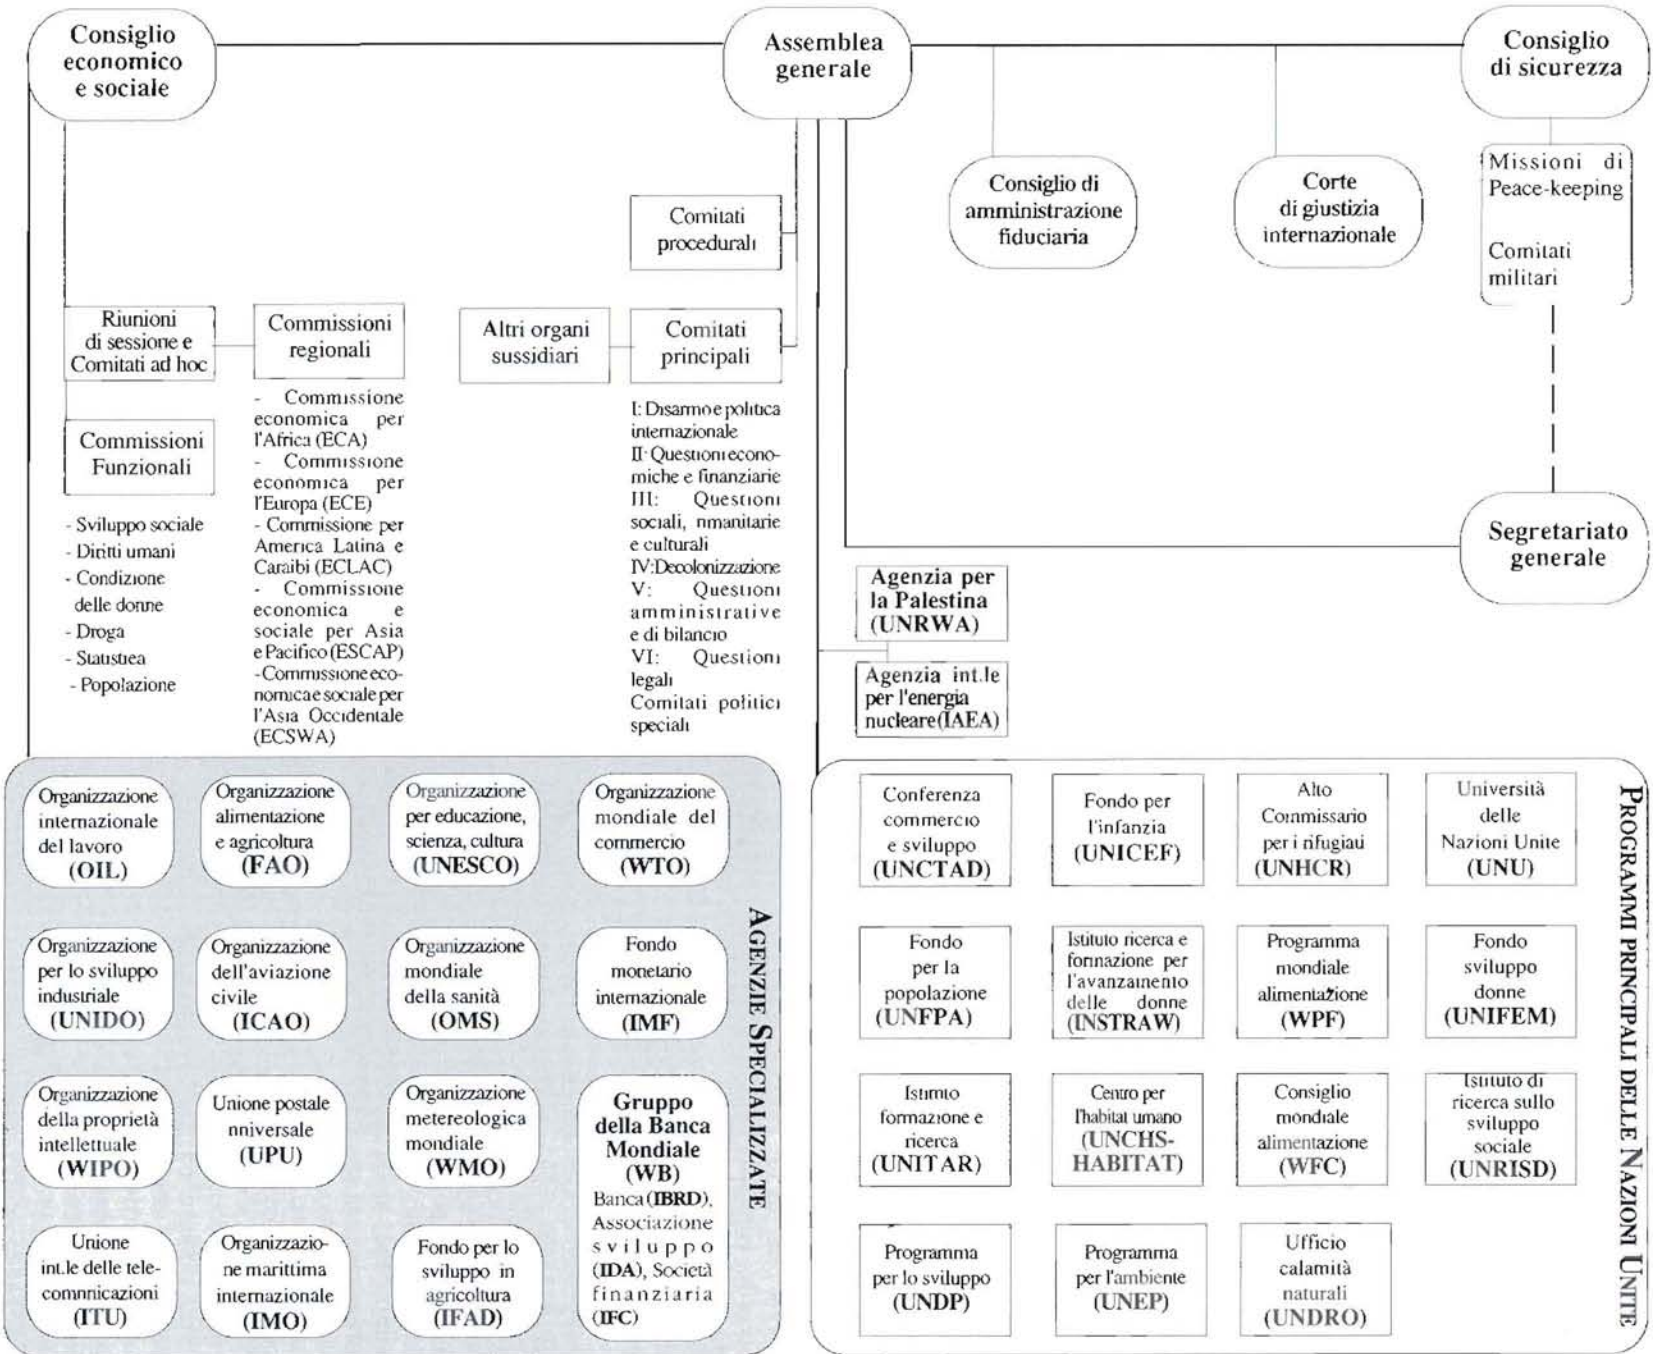 Consiglio
economico
e sociale
Assemblea
generale
Consiglio
di sicurezza
Missioni di
Peace-keeping
Comitati
militari
Consiglio di
amministrazione
fiduciaria
Corte
di giustizia
internazionale
Comitati
procedurali
Riunioni
di sessione e
Comitati ad hoc
Commissioni
regionali
Altri organi
sussidiari
Comitati
principali
- Commissione
economica per
l'Africa (ECA)
- Commissione
economica per
l'Europa (ECE)
- Commissione per
America Latina e
Caraibi (ECLAC)
- Commissione
economica e
sociale per Asia
e Pacifico (ESCAP)
- Commissione eco-
nomica e sociale per
l'Asia Occidentale
(ECSWA)
Commissioni
Funzionali
- Sviluppo sociale
- Diritti umani
- Condizione
delle donne
- Droga
- Statistica
- Popolazione
I: Disarmo e politica
internazionale
II: Questioni econo-
miche e finanziarie
III: Questioni
sociali, nmanitarie
e culturali
IV:Decolonizzazione
V: Questioni
amministrative
e di bilancio
VI: Questioni
legali
Comitati politici
speciali
Segretariato
generale
Agenzia per
la Palestina
(UNRWA)
Agenzia int.le
per l'energia
nucleare (IAEA)
Organizzazione
internazionale
del lavoro
(OIL)
Organizzazione
alimentazione
e agricoltura
(FAO)
Organizzazione
per educazione,
scienza, cultura
(UNESCO)
Organizzazione
mondiale del
commercio
(WTO)
Organizzazione
per lo sviluppo
industriale
(UNIDO)
Organizzazione
dell'aviazione
civile
(ICAO)
Organizzazione
mondiale
della sanità
(OMS)
Fondo
monetario
internazionale
(IMF)
Organizzazione
della proprietà
intellettuale
(WIPO)
Unione postale
nniversale
(UPU)
Organizzazione
metereologica
mondiale
(WMO)
Gruppo
della Banca
Mondiale
(WB)
Banca (IBRD),
Associazione
sviluppo
(IDA), Società
finanziaria
(IFC)
Unione
int.le delle tele-
comnnicazioni
(ITU)
Organizzazio-
ne marittima
internazionale
(IMO)
Fondo per lo
sviluppo in
agricoltura
(IFAD)
AGENZIE SPECIALIZZATE
Conferenza
commercio
e sviluppo
(UNCTAD)
Fondo per
l'infanzia
(UNICEF)
Alto
Commissario
per i rifugiati
(UNHCR)
Università
delle
Nazioni Unite
(UNU)
Fondo
per la
popolazione
(UNFPA)
Istituto ricerca e
formazione per
l'avanzamento
delle donne
(INSTRAW)
Programma
mondiale
alimentazione
(WPF)
Fondo
sviluppo
donne
(UNIFEM)
Istituto
formazione e
ricerca
(UNITAR)
Centro per
l'habitat umano
(UNCHS-
HABITAT)
Consiglio
mondiale
alimentazione
(WFC)
Istituto di
ricerca sullo
sviluppo
sociale
(UNRISD)
Programma
per lo sviluppo
(UNDP)
Programma
per l'ambiente
(UNEP)
Ufficio
calamità
naturali
(UNDRO)
PROGRAMMI PRINCIPALI DELLE NAZIONI UNITE